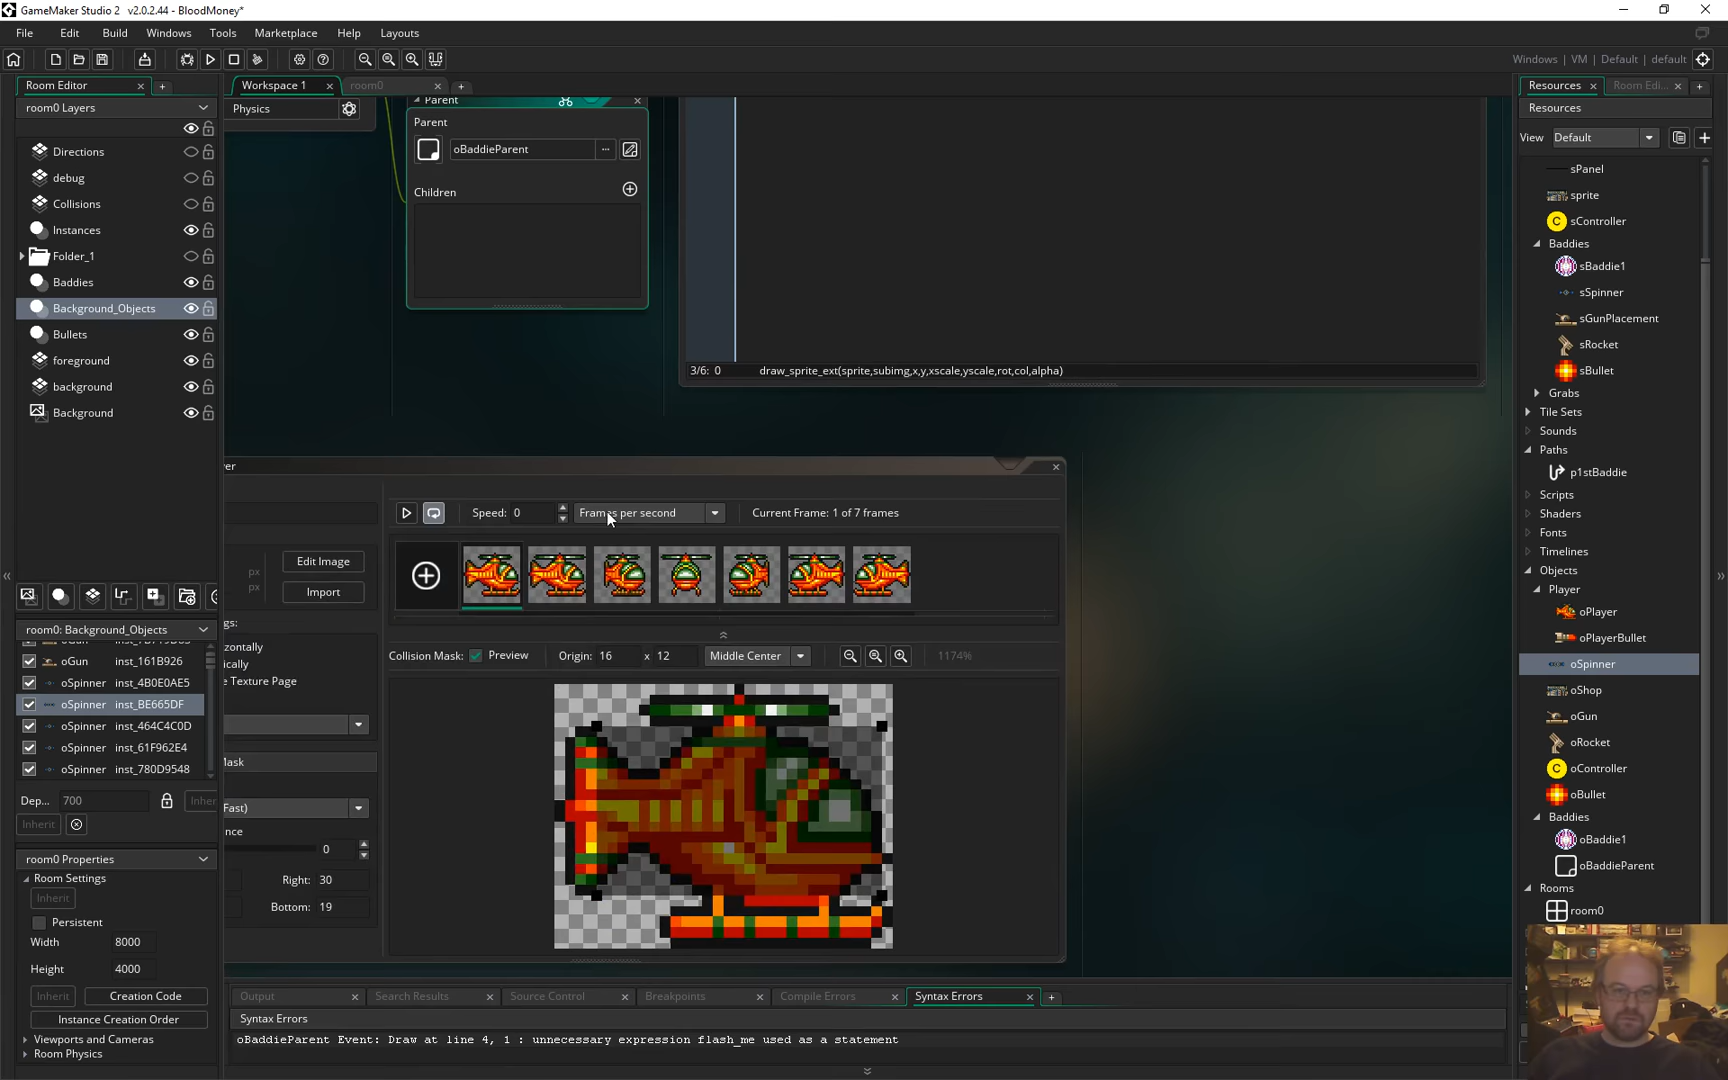 GameMaker Studio 2 v2.0.2.44 - BloodMoney*
File Edit Build Windows Tools Marketplace Help Layouts
Windows | VM | Default | default
Room Editor
room0 Layers
Directions
debug
Collisions
Instances
Folder_1
Baddies
Background_Objects
Bullets
foreground
background
Background
room0: Background_Objects
oGun
oGun inst_161B926
oSpinner inst_4B0E0AE5
oSpinner inst_BE665DF
oSpinner inst_464C4C0D
oSpinner inst_61F962E4
oSpinner inst_780D9548
Dep... 700
Inherit
room0 Properties
Room Settings
Inherit
Persistent
Width 8000
Height 4000
Inherit Creation Code
Instance Creation Order
Viewports and Cameras
Room Physics
Workspace 1 room0
Physics
Parent
Parent
oBaddieParent ...
Children
3/6: 0 draw_sprite_ext(sprite,subimg,x,y,xscale,yscale,rot,col,alpha)
yer
Speed: 0 Frames per second Current Frame: 1 of 7 frames
px Edit Image
px Import
gs:
zontally
ically
e Texture Page
Mask
(Fast)
nce
0
Right: 30
Bottom: 19
Collision Mask: Preview Origin: 16 x 12 Middle Center 1174%
Output Search Results Source Control Breakpoints Compile Errors Syntax Errors
Syntax Errors
oBaddieParent Event: Draw at line 4, 1 : unnecessary expression flash_me used as a statement
Resources Room Edi...
Resources
View Default
sPanel
sprite
sController
Baddies
sBaddie1
sSpinner
sGunPlacement
sRocket
sBullet
Grabs
Tile Sets
Sounds
Paths
p1stBaddie
Scripts
Shaders
Fonts
Timelines
Objects
Player
oPlayer
oPlayerBullet
oSpinner
oShop
oGun
oRocket
oController
oBullet
Baddies
oBaddie1
oBaddieParent
Rooms
room0